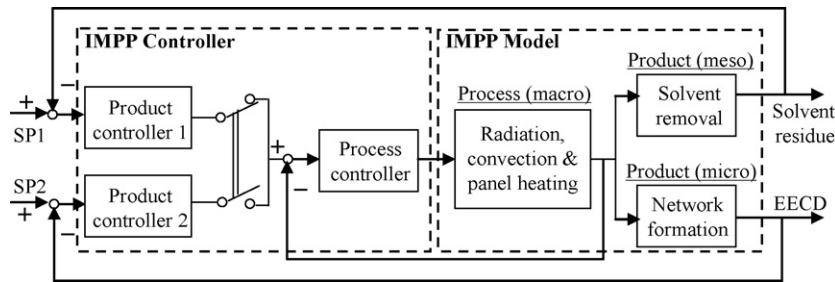 IMPP Controller
IMPP Model
+
−
SP1
Product
controller 1
SP2
+
−
Product
controller 2
+
−
Process
controller
Process (macro)
Radiation,
convection &
panel heating
Product (meso)
Solvent
removal
Solvent
residue
Product (micro)
Network
formation
EECD